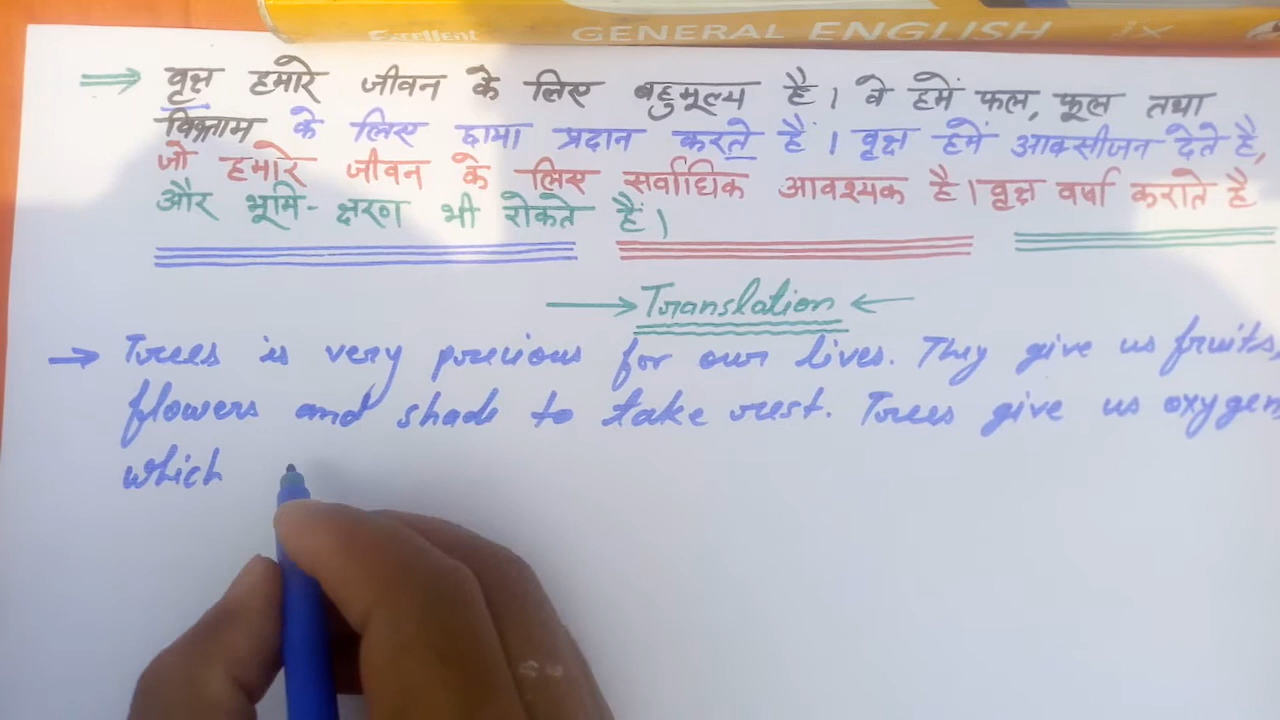 Excellent GENERAL ENGLISH ix
वृक्ष हमारे जीवन के लिए बहुमूल्य है। वे हमें फल, फूल तथा
विश्राम के लिए छाया प्रदान करते है। वृक्ष हमें आक्सीजन देते है,
जो हमारे जीवन के लिए सर्वाधिक आवश्यक है। वृक्ष वर्षा कराते है
और भूमि-क्षरण भी रोकते हैं।
Translation
Trees is very precious for our lives. They give us fruits,
flowers and shade to take rest. Trees give us oxygen
which